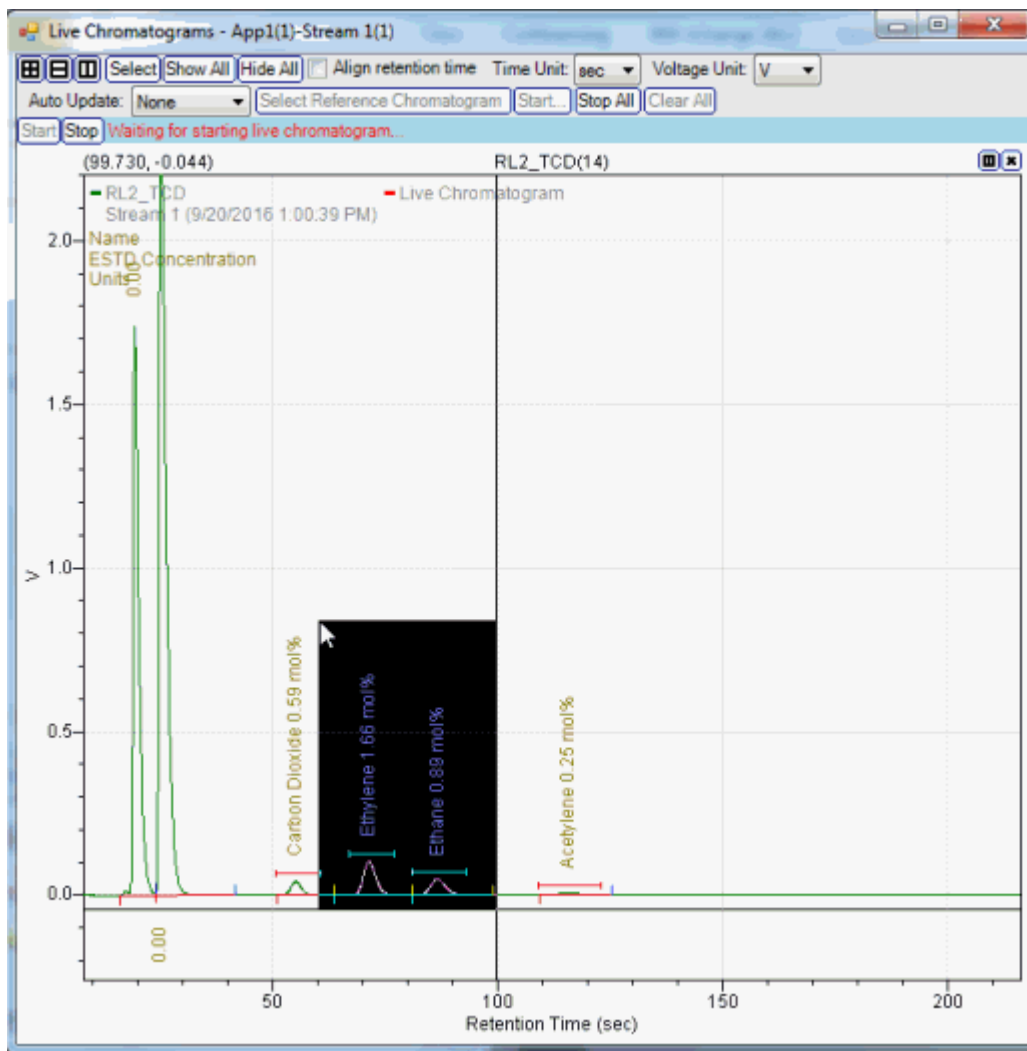 Live Chromatograms - App1(1)-Stream 1(1)
Select Show All Hide All Align retention time Time Unit: sec Voltage Unit: V
Auto Update: None Select Reference Chromatogram Start... Stop All Clear All
Start Stop Waiting for starting live chromatogram...
(99.730, -0.044) RL2_TCD(14)
RL2_TCD Live Chromatogram
Stream 1 (9/20/2016 1:00:39 PM)
Name
ESTD Concentration
Units
0.00
2.0
1.5
1.0
0.5
0.0
V
Carbon Dioxide 0.59 mol%
Ethylene 1.66 mol%
Ethane 0.89 mol%
Acetylene 0.25 mol%
0.00
50 100 150 200
Retention Time (sec)